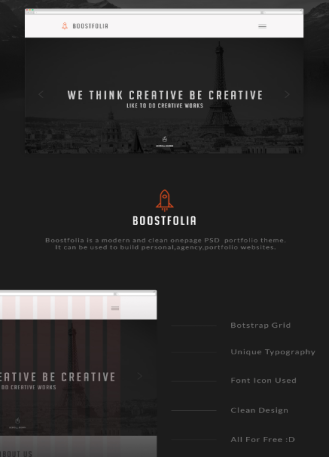 BOOSTFOLIA
WE THINK CREATIVE BE CREATIVE
LIKE TO DO CREATIVE WORKS
BOOSTFOLIA
Boostfolia is a modern and clean onepage PSD portfolio theme.
It can be used to build personal,agency,portfolio websites.
EATIVE BE CREATIVE
CREATIVE WORKS
ABOUT US
Botstrap Grid
Unique Typography
Font Icon Used
Clean Design
All For Free :D